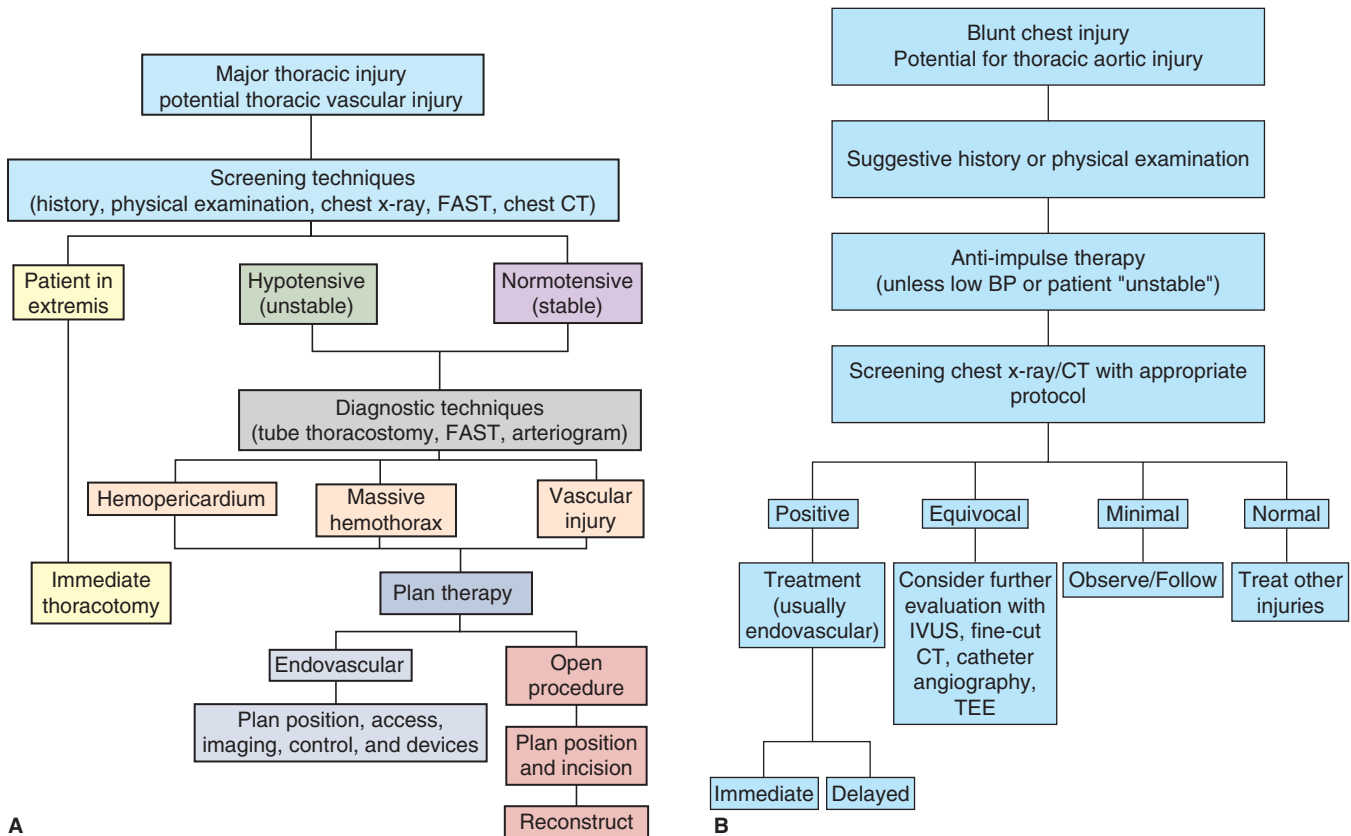 Major thoracic injury
potential thoracic vascular injury
Screening techniques
(history, physical examination, chest x-ray, FAST, chest CT)
Patient in
extremis
Hypotensive
(unstable)
Normotensive
(stable)
Diagnostic techniques
(tube thoracostomy, FAST, arteriogram)
Hemopericardium
Massive
hemothorax
Vascular
injury
Immediate
thoracotomy
Plan therapy
Endovascular
Open
procedure
Plan position, access,
imaging, control, and devices
Plan position
and incision
Reconstruct
A
Blunt chest injury
Potential for thoracic aortic injury
Suggestive history or physical examination
Anti-impulse therapy
(unless low BP or patient "unstable")
Screening chest x-ray/CT with appropriate
protocol
Positive
Equivocal
Minimal
Normal
Treatment
(usually
endovascular)
Consider further
evaluation with
IVUS, fine-cut
CT, catheter
angiography,
TEE
Observe/Follow
Treat other
injuries
Immediate
Delayed
B